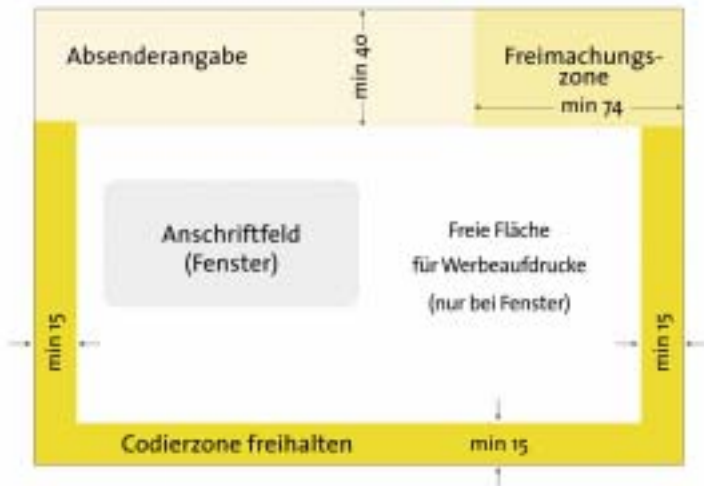 Absenderangabe
min 40
Freimachungs-
zone
min 74
Anschriftfeld
(Fenster)
Freie Fläche
für Werbeaufdrucke
(nur bei Fenster)
min 15
min 15
Codierzone freihalten
min 15